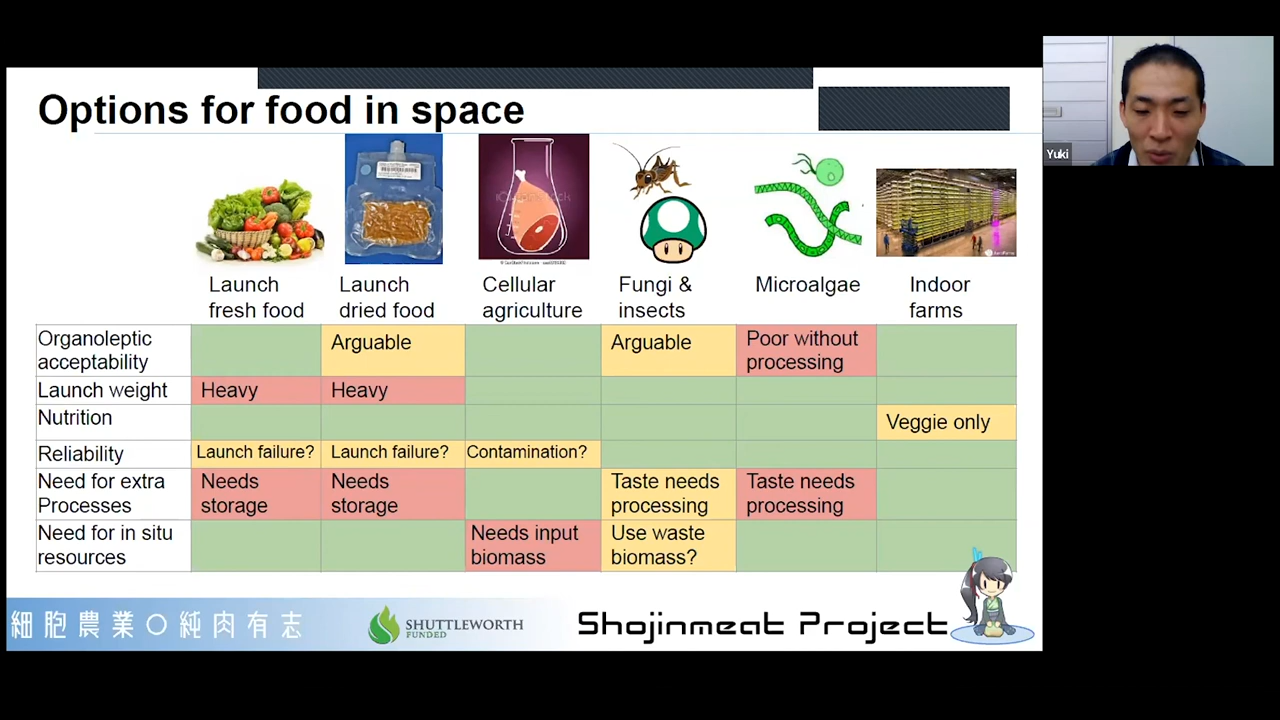 Options for food in space
Yuki
Launch
fresh food
Launch
dried food
Cellular
agriculture
Fungi &
insects
Microalgae
Indoor
farms
Organoleptic
acceptability
Arguable
Arguable
Poor without
processing
Launch weight
Heavy
Heavy
Nutrition
Veggie only
Reliability
Launch failure?
Launch failure?
Contamination?
Need for extra
Processes
Needs
storage
Needs
storage
Taste needs
processing
Taste needs
processing
Need for in situ
resources
Needs input
biomass
Use waste
biomass?
細胞農業〇純肉有志
SHUTTLEWORTH
FUNDED
Shojinmeat Project